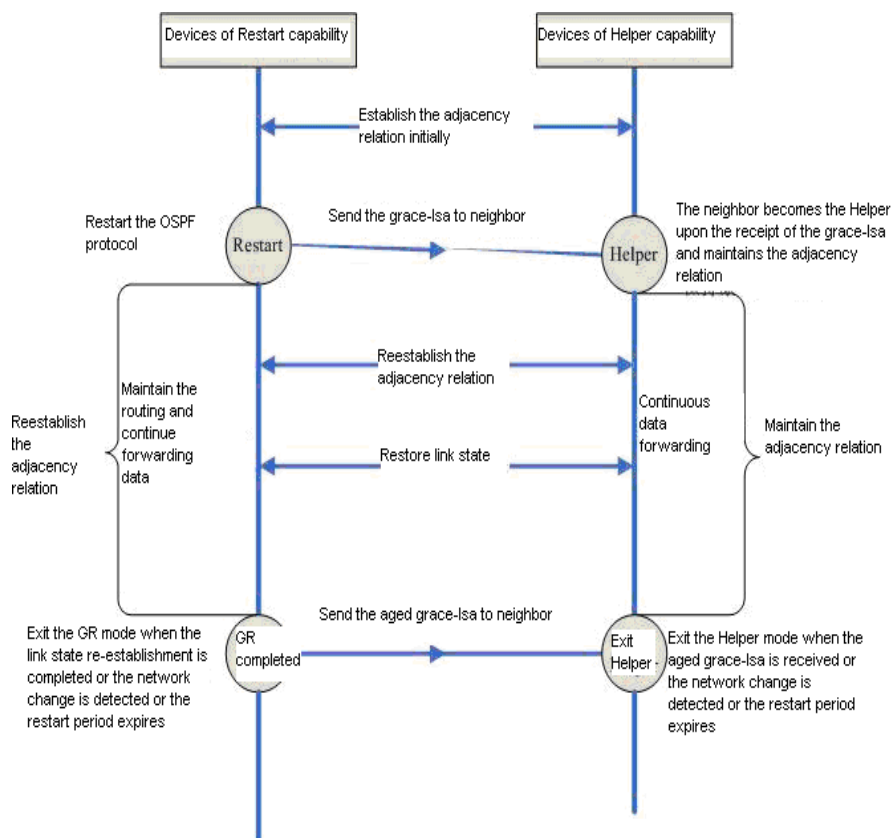 Devices of Restart capability
Devices of Helper capability
Establish the adjacency
relation initially
Restart the OSPF
protocol
Restart
Send the grace-lsa to neighbor
Helper
The neighbor becomes the Helper
upon the receipt of the grace-lsa
and maintains the adjacency
relation
Reestablish
the
adjacency
relation
Maintain the
routing and
continue
forwarding
data
Reestablish the
adjacency relation
Restore link state
Continuous
data
forwarding
Maintain the
adjacency relation
Exit the GR mode when the
link state re-establishment is
completed or the network
change is detected or the
restart period expires
GR
completed
Send the aged grace-lsa to neighbor
Exit
Helper
Exit the Helper mode when the
aged grace-lsa is received or
the network change is
detected or the restart period
expires